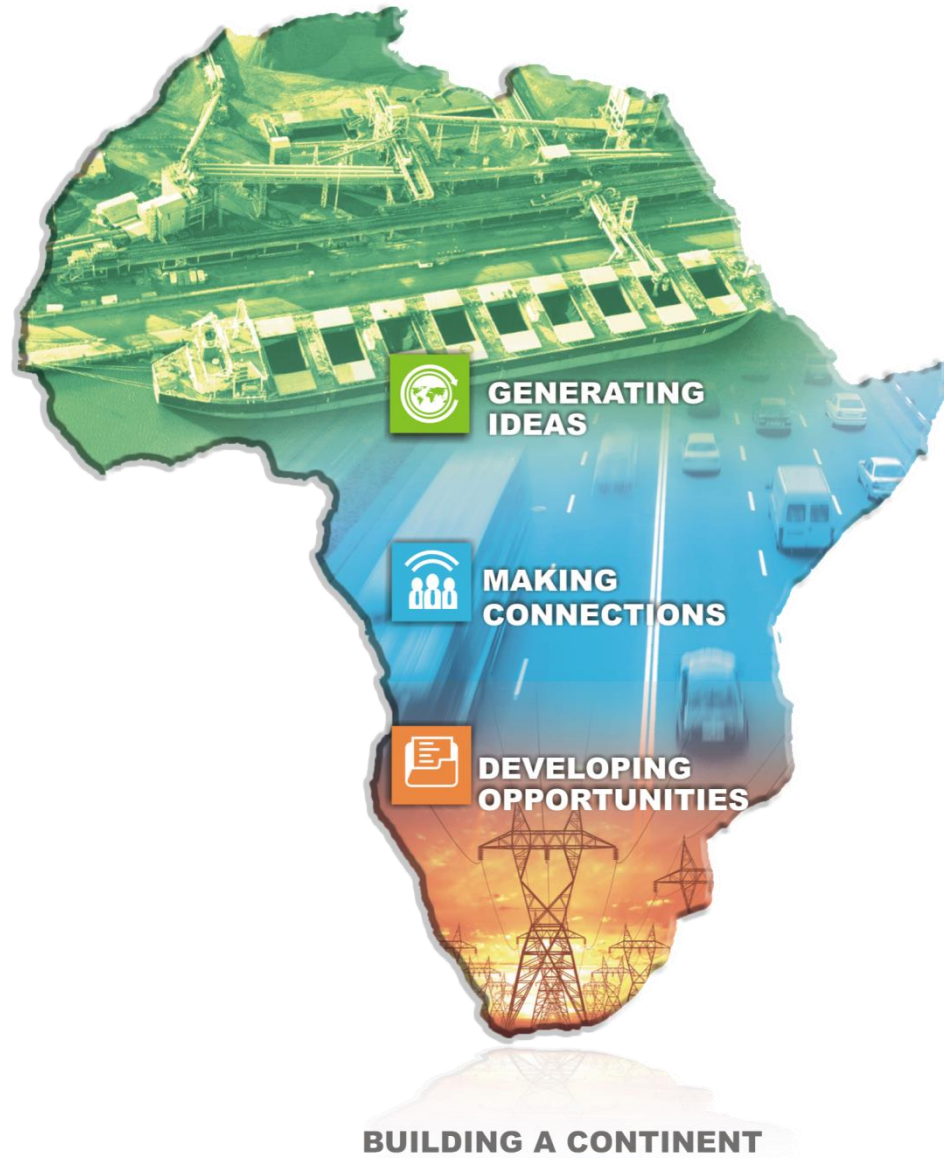 GENERATING
IDEAS
MAKING
CONNECTIONS
DEVELOPING
OPPORTUNITIES
BUILDING A CONTINENT